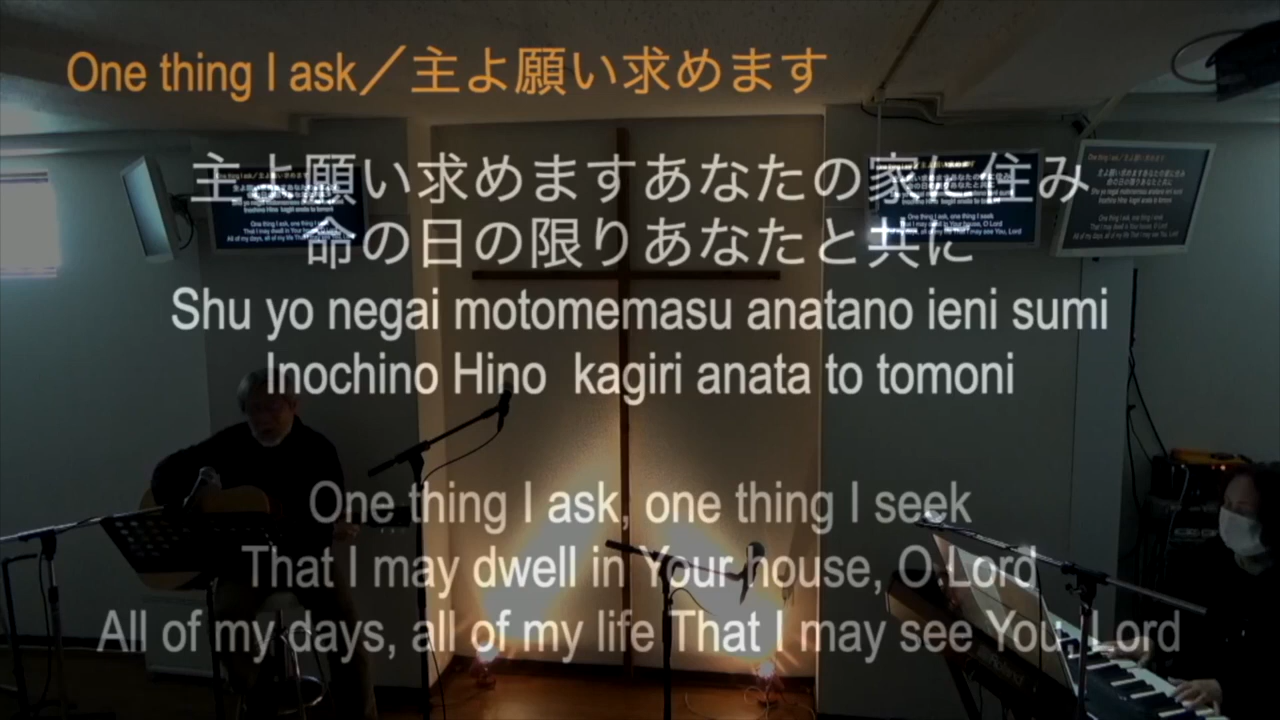 One thing I ask／主よ願い求めます
主よ願い求めますあなたの家に住み
命の日の限りあなたと共に
Shu yo negai motomemasu anatano ieni sumi
Inochino Hino kagiri anata to tomoni
One thing I ask, one thing I seek
That I may dwell in Your house, O Lord
All of my days, all of my life That I may see You, Lord